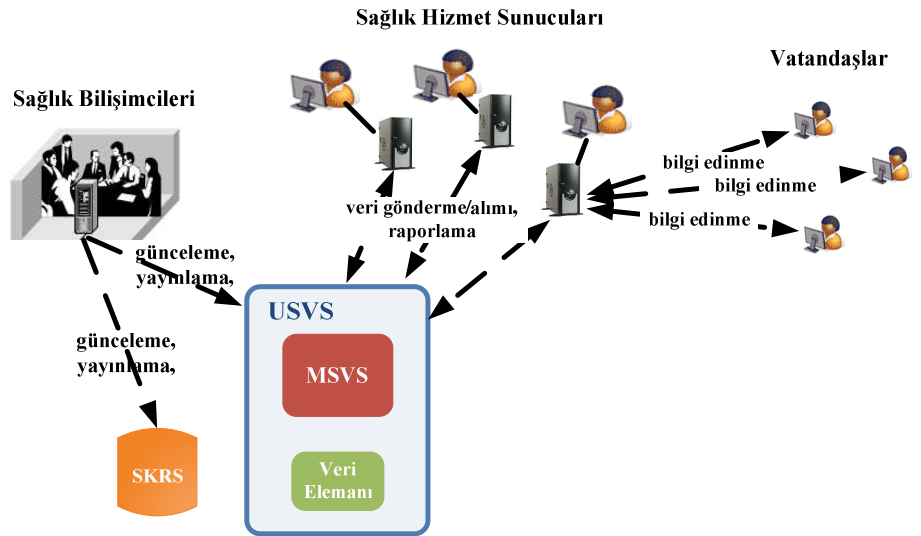 Sağlık Hizmet Sunucuları
Vatandaşlar
Sağlık Bilişimcileri
bilgi edinme
bilgi edinme
bilgi edinme
veri gönderme/alımı,
raporlama
günceleme,
yayınlama,
günceleme,
yayınlama,
USVS
MSVS
Veri
Elemanı
SKRS